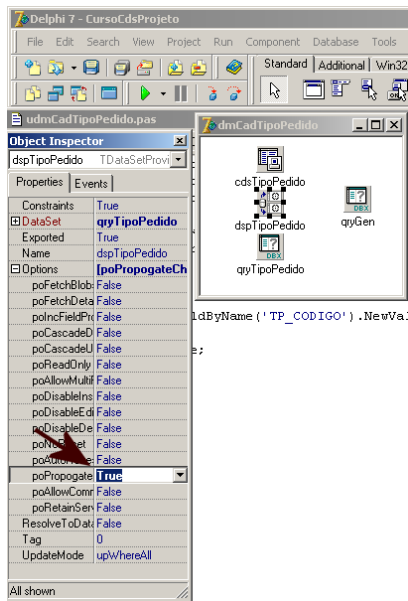 Delphi 7 - CursoCdsProjeto
File Edit Search View Project Run Component Database Tools
Standard Additional Win32
udmCadTipoPedido.pas
Object Inspector
dspTipoPedido TDataSetProvi
Properties Events
Constraints True
DataSet qryTipoPedido
Exported True
Name dspTipoPedido
Options [poPropogateCh
poFetchBlob: False
poFetchDeta False
poIncFieldPr False
poCascadeD False
poCascadeU False
poReadOnly False
poAllowMulti False
poDisableIns False
poDisableEdi False
poDisableDe False
False
False
poPropogate True
poAllowComr False
poRetainSer False
ResolveToData False
Tag 0
UpdateMode upWhereAll
All shown
dmCadTipoPedido
cdsTipoPedido
dspTipoPedido
qryGen
DBX
qryTipoPedido
DBX
ldByName('TP_CODIGO').NewVal
e;